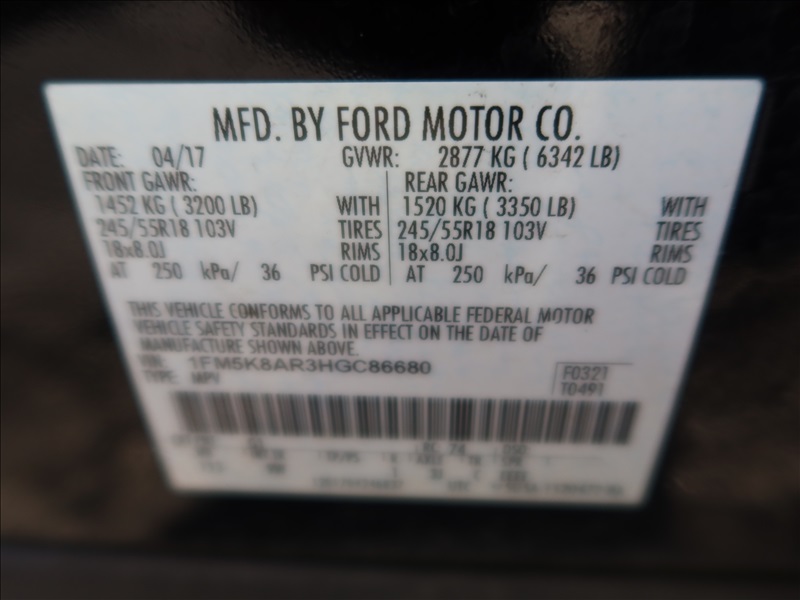 MFD. BY FORD MOTOR CO.
DATE: 04/17 GVWR: 2877 KG ( 6342 LB)
FRONT GAWR: REAR GAWR:
1452 KG ( 3200 LB) WITH 1520 KG ( 3350 LB) WITH
245/55R18 103V TIRES 245/55R18 103V TIRES
18x8.0J RIMS 18x8.0J RIMS
AT 250 kPa/ 36 PSI COLD AT 250 kPa/ 36 PSI COLD
THIS VEHICLE CONFORMS TO ALL APPLICABLE FEDERAL MOTOR
VEHICLE SAFETY STANDARDS IN EFFECT ON THE DATE OF
MANUFACTURE SHOWN ABOVE.
VIN: 1FM5K8AR3HGC86680 F0321
TYPE: MPV T0491